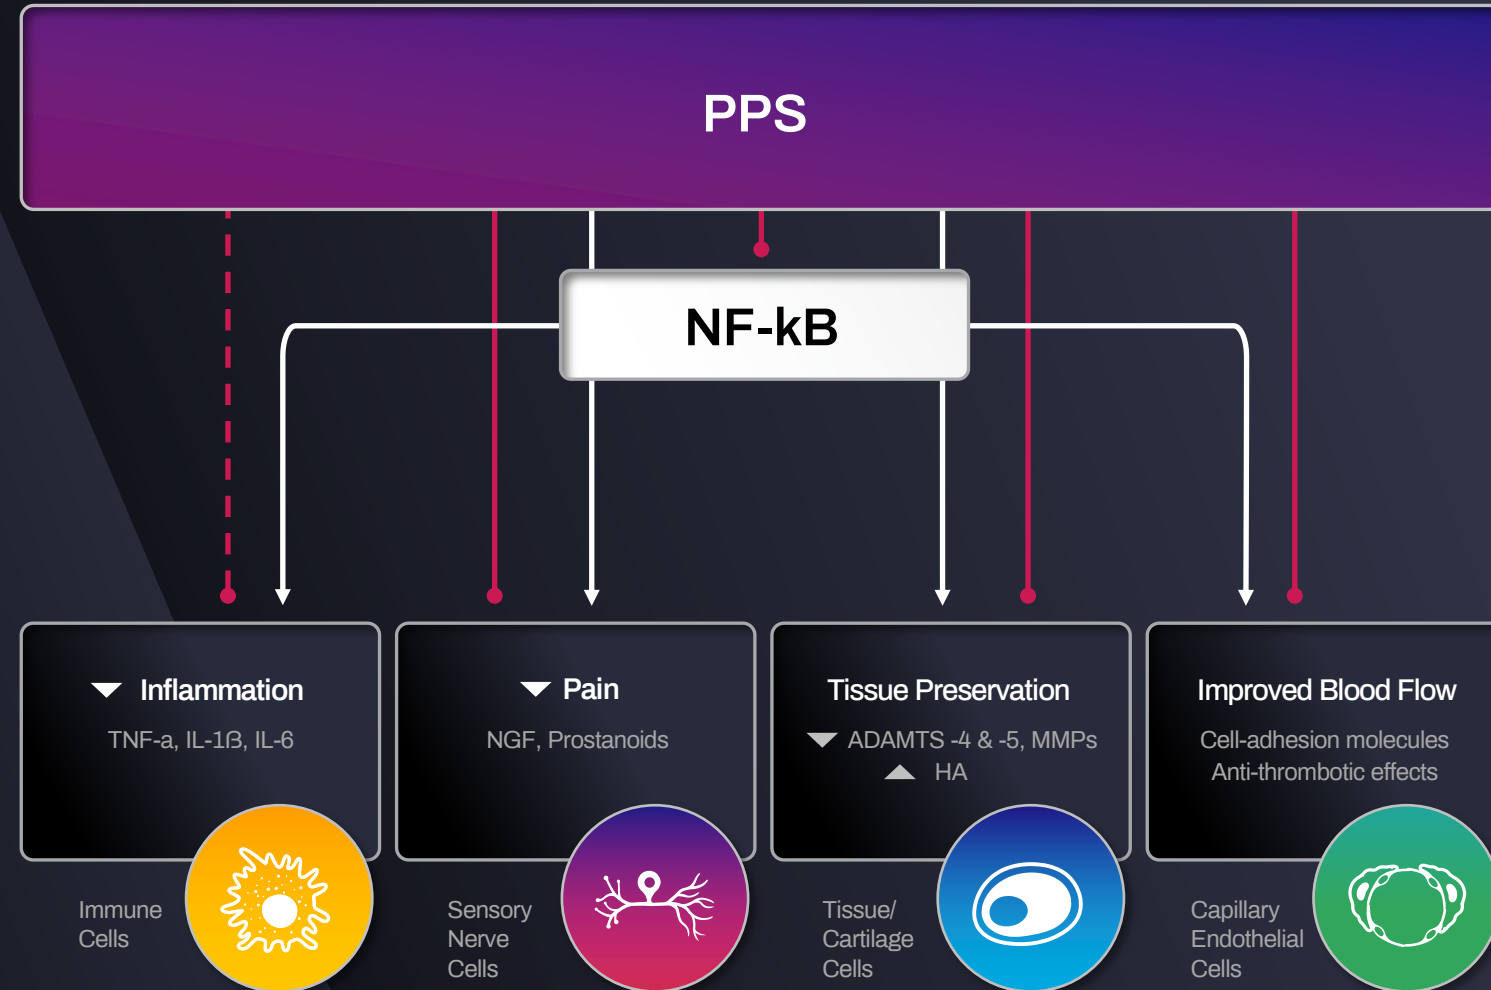 PPS
NF-kB
Inflammation
TNF-a, IL-1ß, IL-6
Pain
NGF, Prostanoids
Tissue Preservation
ADAMTS -4 & -5, MMPs
HA
Improved Blood Flow
Cell-adhesion molecules
Anti-thrombotic effects
Immune
Cells
Sensory
Nerve
Cells
Tissue/
Cartilage
Cells
Capillary
Endothelial
Cells